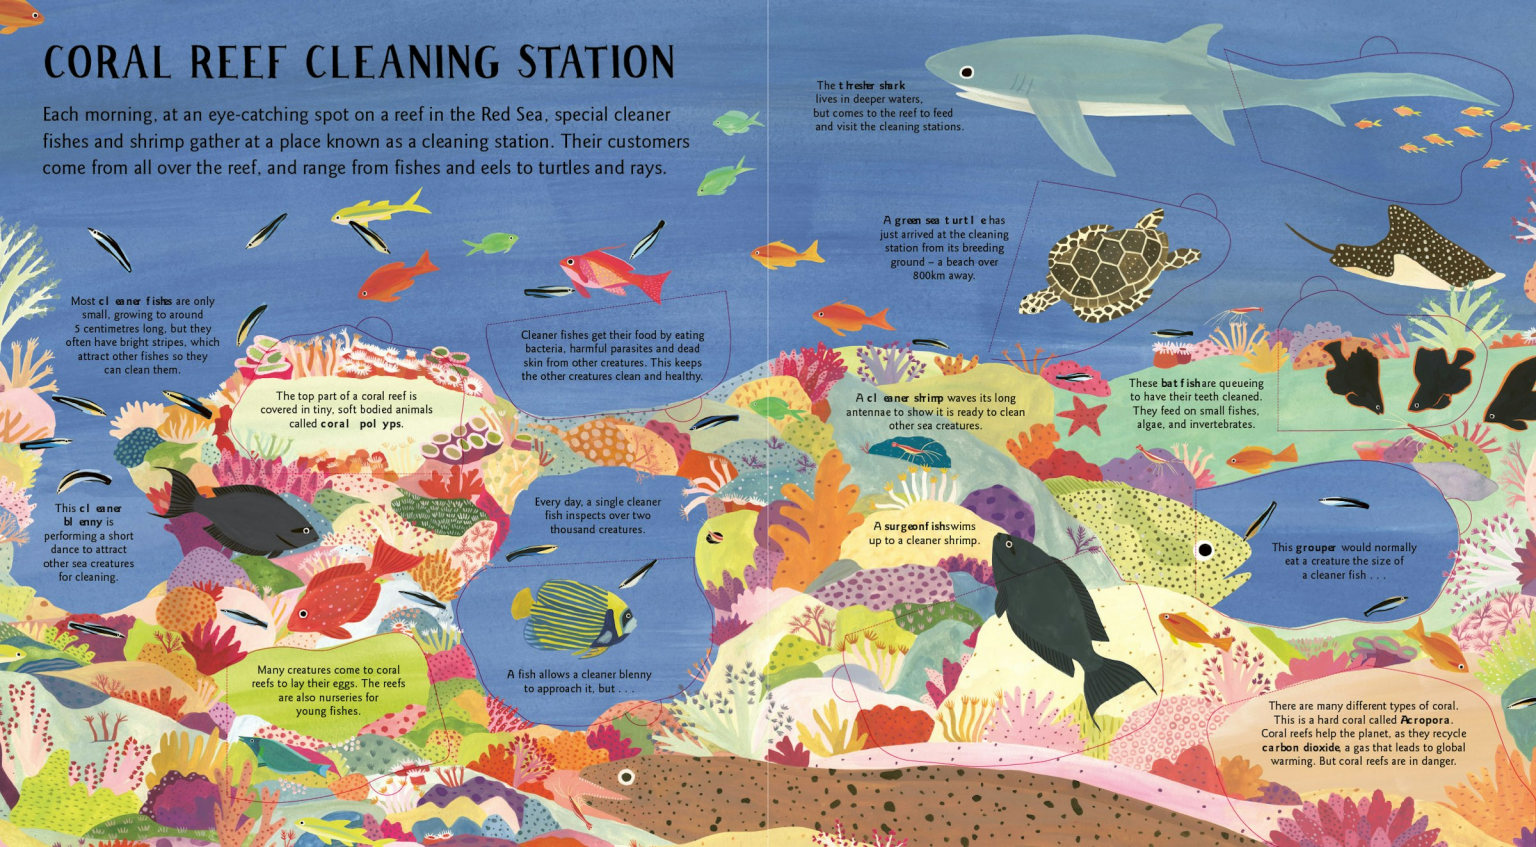 CORAL REEF CLEANING STATION
Each morning, at an eye-catching spot on a reef in the Red Sea, special cleaner
fishes and shrimp gather at a place known as a cleaning station. Their customers
come from all over the reef, and range from fishes and eels to turtles and rays.
Most cleaner fishes are only
small, growing to around
5 centimetres long, but they
often have bright stripes, which
attract other fishes so they
can clean them.
The top part of a coral reef is
covered in tiny, soft bodied animals
called coral polyps.
Cleaner fishes get their food by eating
bacteria, harmful parasites and dead
skin from other creatures. This keeps
the other creatures clean and healthy.
This cleaner
blenny is
performing a short
dance to attract
other sea creatures
for cleaning.
Every day, a single cleaner
fish inspects over two
thousand creatures.
Many creatures come to coral
reefs to lay their eggs. The reefs
are also nurseries for
young fishes.
A fish allows a cleaner blenny
to approach it, but . . .
The thresher shark
lives in deeper waters,
but comes to the reef to feed
and visit the cleaning stations.
A green sea turtle has
just arrived at the cleaning
station from its breeding
ground – a beach over
800km away.
A cleaner shrimp waves its long
antennae to show it is ready to clean
other sea creatures.
These batfish are queueing
to have their teeth cleaned.
They feed on small fishes,
algae, and invertebrates.
A surgeonfish swims
up to a cleaner shrimp.
This grouper would normally
eat a creature the size of
a cleaner fish . . .
There are many different types of coral.
This is a hard coral called Acropora.
Coral reefs help the planet, as they recycle
carbon dioxide, a gas that leads to global
warming. But coral reefs are in danger.